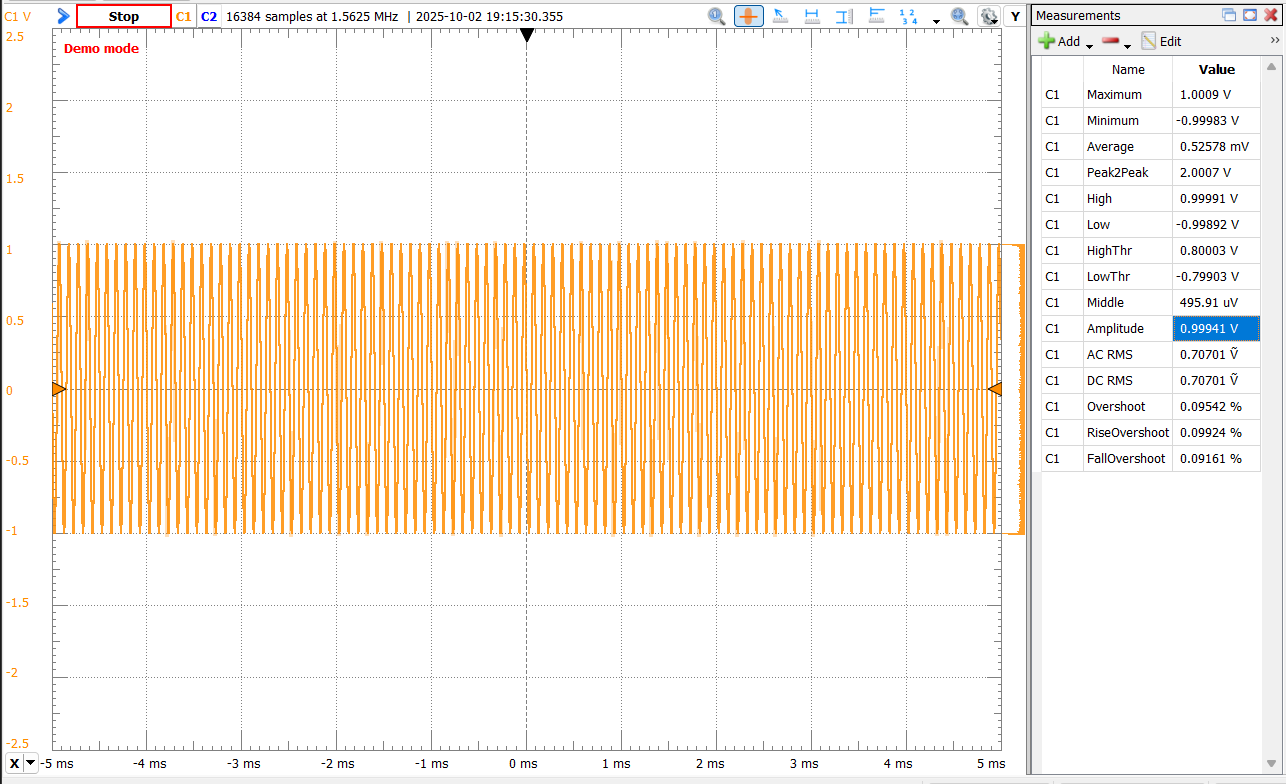 C1 V Stop C1 C2 16384 samples at 1.5625 MHz | 2025-10-02 19:15:30.355 1 2 3 4 Y
Demo mode
2.5
2
1.5
1
0.5
0
-0.5
-1
-1.5
-2
-2.5
X -5 ms -4 ms -3 ms -2 ms -1 ms 0 ms 1 ms 2 ms 3 ms 4 ms 5 ms
Measurements
Add Edit »
Name Value
C1 Maximum 1.0009 V
C1 Minimum -0.99983 V
C1 Average 0.52578 mV
C1 Peak2Peak 2.0007 V
C1 High 0.99991 V
C1 Low -0.99892 V
C1 HighThr 0.80003 V
C1 LowThr -0.79903 V
C1 Middle 495.91 uV
C1 Amplitude 0.99941 V
C1 AC RMS 0.70701 Ṽ
C1 DC RMS 0.70701 Ṽ
C1 Overshoot 0.09542 %
C1 RiseOvershoot 0.09924 %
C1 FallOvershoot 0.09161 %